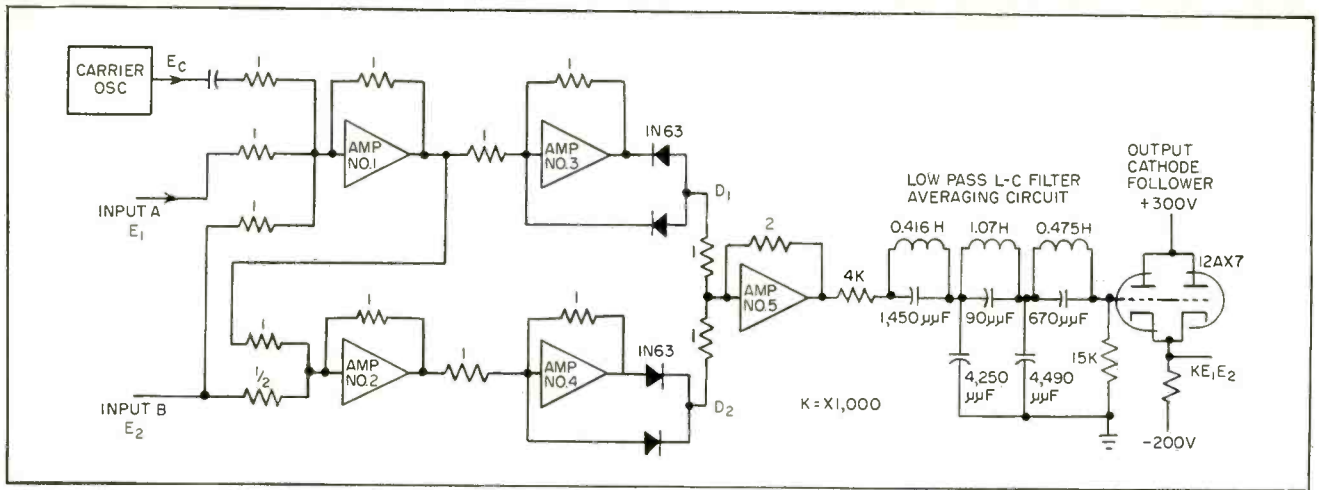 CARRIER
OSC
E_C
1
1
1
1
AMP
NO.1
1
1
AMP
NO.3
1N63
D_1
INPUT A
E_1
1
1/2
INPUT B
E_2
1
AMP
NO.2
1
1
AMP
NO.4
1N63
D_2
1
1
2
AMP
NO.5
K = X1,000
4K
LOW PASS L-C FILTER
AVERAGING CIRCUIT
0.416 H
1.07H
0.475H
1,450 μμF
90μμF
670μμF
4,250
μμF
4,490
μμF
15K
OUTPUT
CATHODE
FOLLOWER
+300V
12AX7
KE_1E_2
-200V